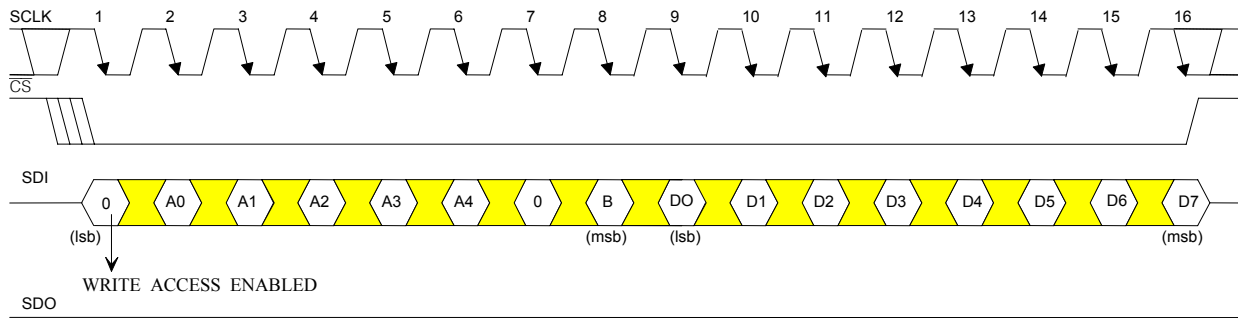 SCLK 1 2 3 4 5 6 7 8 9 10 11 12 13 14 15 16
CS
SDI
0 A0 A1 A2 A3 A4 0 B DO D1 D2 D3 D4 D5 D6 D7
(lsb) (msb) (lsb) (msb)
WRITE ACCESS ENABLED
SDO